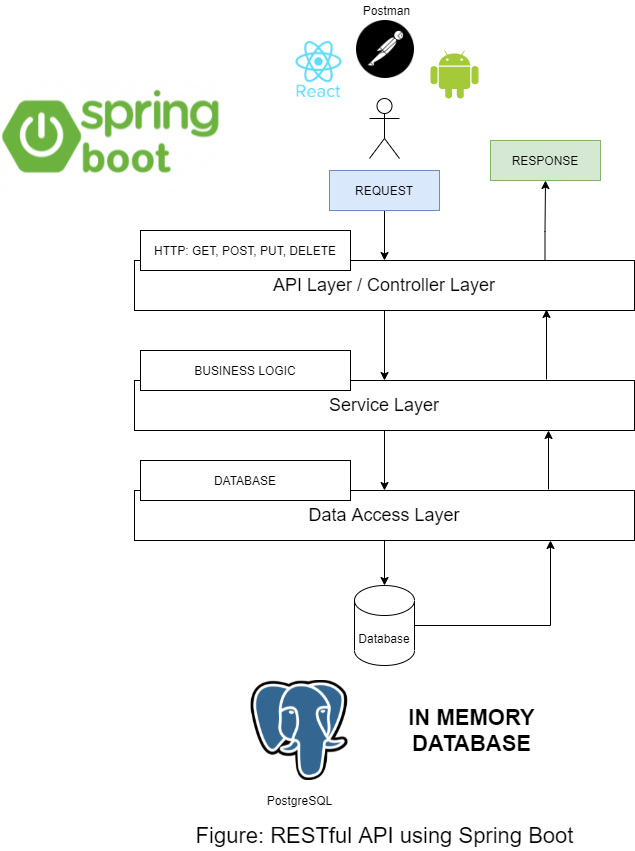 Postman
React
spring
boot
REQUEST
RESPONSE
HTTP: GET, POST, PUT, DELETE
API Layer / Controller Layer
BUSINESS LOGIC
Service Layer
DATABASE
Data Access Layer
Database
IN MEMORY
DATABASE
PostgreSQL
Figure: RESTful API using Spring Boot